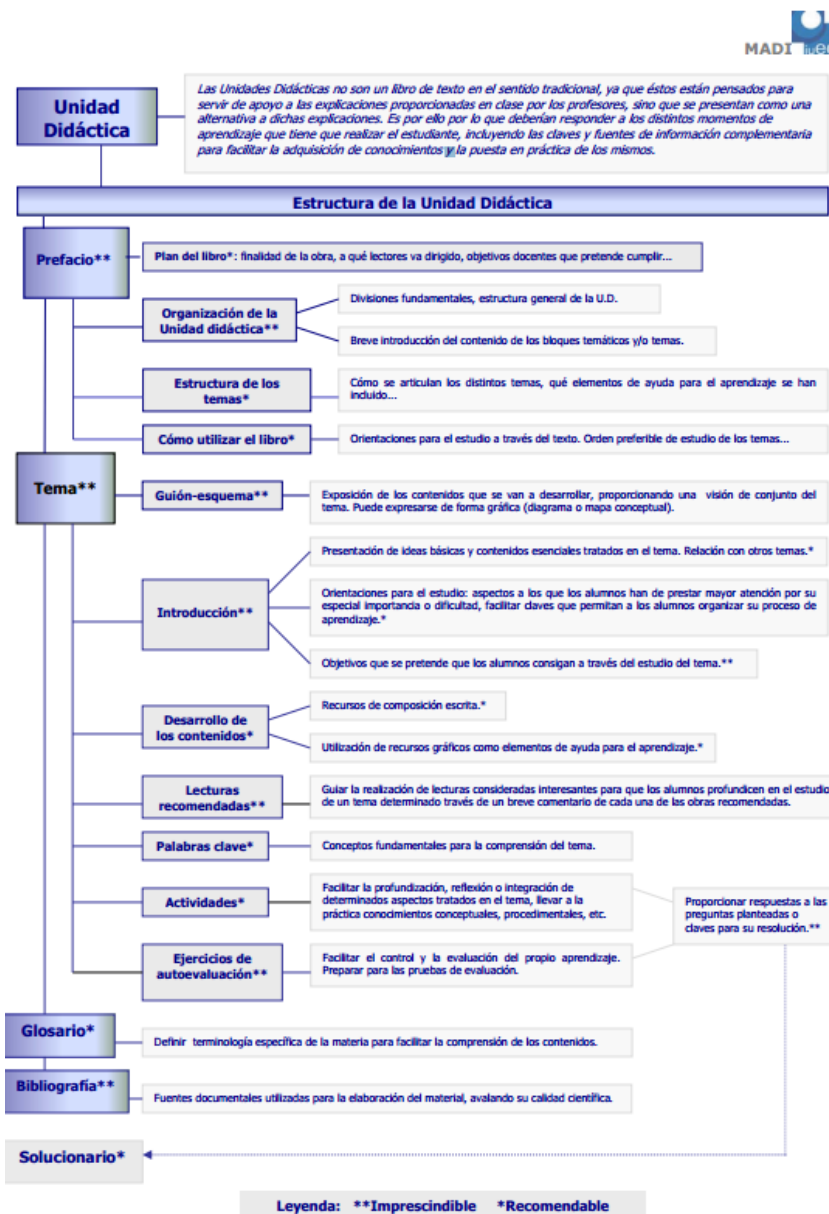 MADI
Unidad
Didáctica
Las Unidades Didácticas no son un libro de texto en el sentido tradicional, ya que éstos están pensados para
servir de apoyo a las explicaciones proporcionadas en clase por los profesores, sino que se presentan como una
alternativa a dichas explicaciones. Es por ello por lo que deberían responder a los distintos momentos de
aprendizaje que tiene que realizar el estudiante, incluyendo las claves y fuentes de información complementaria
para facilitar la adquisición de conocimientos y la puesta en práctica de los mismos.
Estructura de la Unidad Didáctica
Prefacio**
Plan del libro*: finalidad de la obra, a qué lectores va dirigido, objetivos docentes que pretende cumplir...
Organización de la
Unidad didáctica**
Divisiones fundamentales, estructura general de la U.D.
Breve introducción del contenido de los bloques temáticos y/o temas.
Estructura de los
temas*
Cómo se articulan los distintos temas, qué elementos de ayuda para el aprendizaje se han
incluido...
Cómo utilizar el libro*
Orientaciones para el estudio a través del texto. Orden preferible de estudio de los temas...
Tema**
Guión-esquema**
Exposición de los contenidos que se van a desarrollar, proporcionando una visión de conjunto del
tema. Puede expresarse de forma gráfica (diagrama o mapa conceptual).
Introducción**
Presentación de ideas básicas y contenidos esenciales tratados en el tema. Relación con otros temas.*
Orientaciones para el estudio: aspectos a los que los alumnos han de prestar mayor atención por su
especial importancia o dificultad, facilitar claves que permitan a los alumnos organizar su proceso de
aprendizaje.*
Objetivos que se pretende que los alumnos consigan a través del estudio del tema.**
Desarrollo de
los contenidos*
Recursos de composición escrita.*
Utilización de recursos gráficos como elementos de ayuda para el aprendizaje.*
Lecturas
recomendadas**
Guiar la realización de lecturas consideradas interesantes para que los alumnos profundicen en el estudio
de un tema determinado través de un breve comentario de cada una de las obras recomendadas.
Palabras clave*
Conceptos fundamentales para la comprensión del tema.
Actividades*
Facilitar la profundización, reflexión o integración de
determinados aspectos tratados en el tema, llevar a la
práctica conocimientos conceptuales, procedimentales, etc.
Proporcionar respuestas a las
preguntas planteadas o
claves para su resolución.**
Ejercicios de
autoevaluación**
Facilitar el control y la evaluación del propio aprendizaje.
Preparar para las pruebas de evaluación.
Glosario*
Definir terminología específica de la materia para facilitar la comprensión de los contenidos.
Bibliografía**
Fuentes documentales utilizadas para la elaboración del material, avalando su calidad científica.
Solucionario*
Leyenda: **Imprescindible *Recomendable